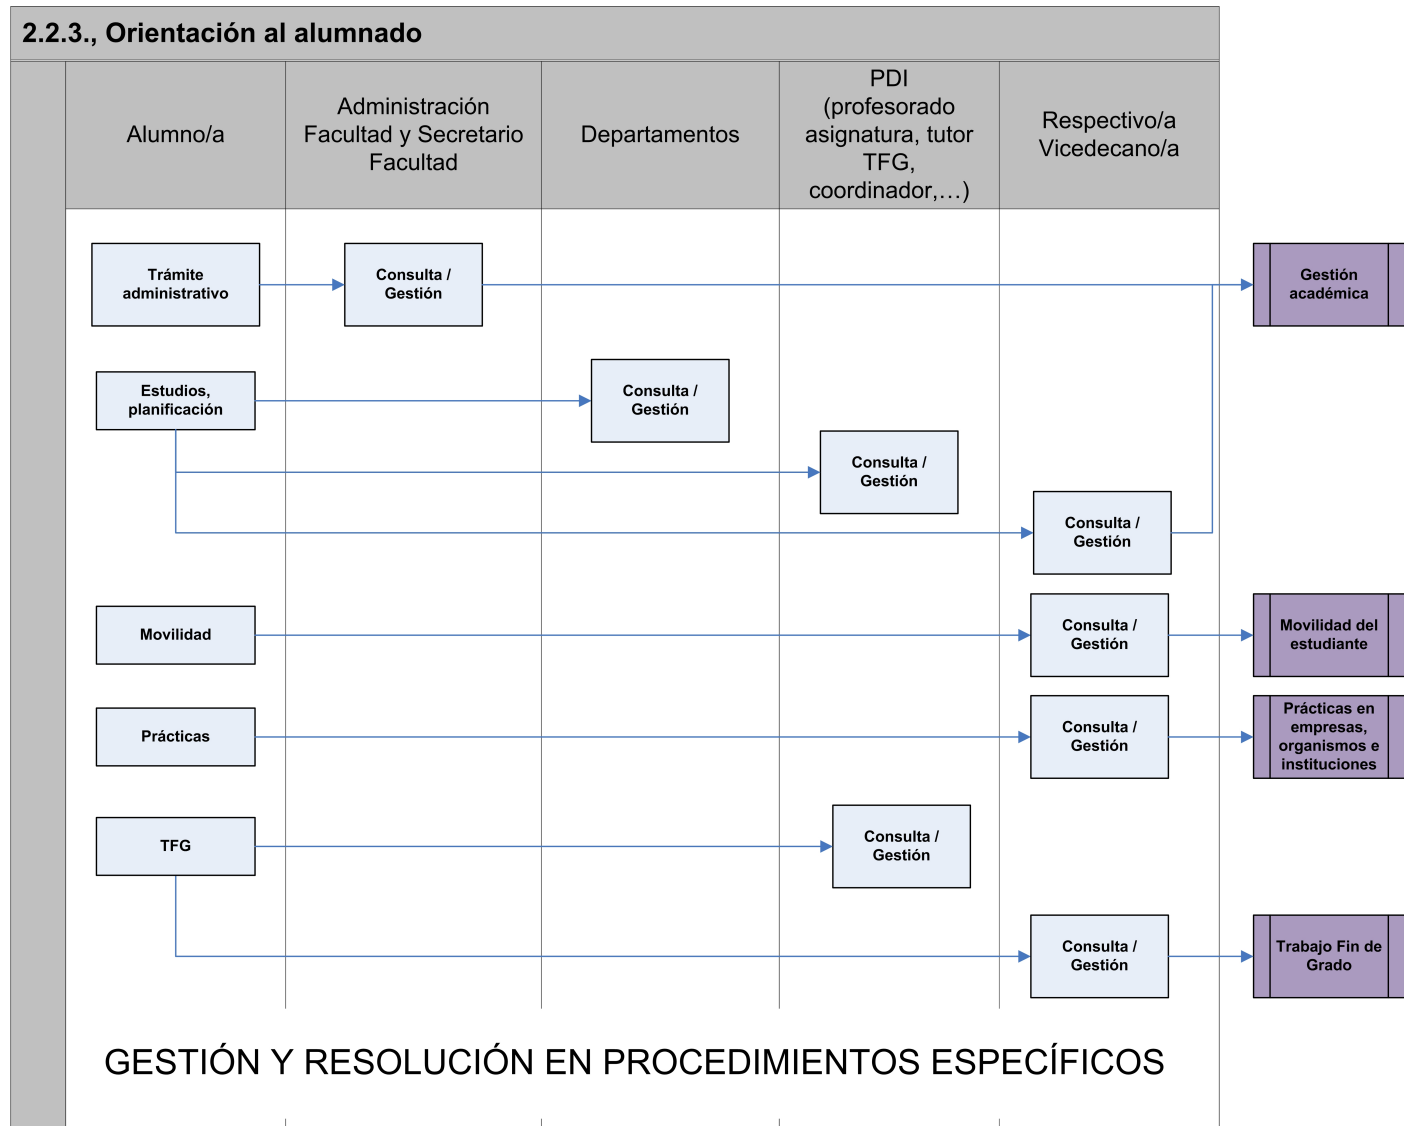 2.2.3., Orientación al alumnado
Alumno/a
Administración
Facultad y Secretario
Facultad
Departamentos
PDI
(profesorado
asignatura, tutor
TFG,
coordinador,…)
Respectivo/a
Vicedecano/a
Trámite
administrativo
Consulta /
Gestión
Gestión
académica
Estudios,
planificación
Consulta /
Gestión
Consulta /
Gestión
Consulta /
Gestión
Movilidad
Consulta /
Gestión
Movilidad del
estudiante
Prácticas
Consulta /
Gestión
Prácticas en
empresas,
organismos e
instituciones
TFG
Consulta /
Gestión
Consulta /
Gestión
Trabajo Fin de
Grado
GESTIÓN Y RESOLUCIÓN EN PROCEDIMIENTOS ESPECÍFICOS